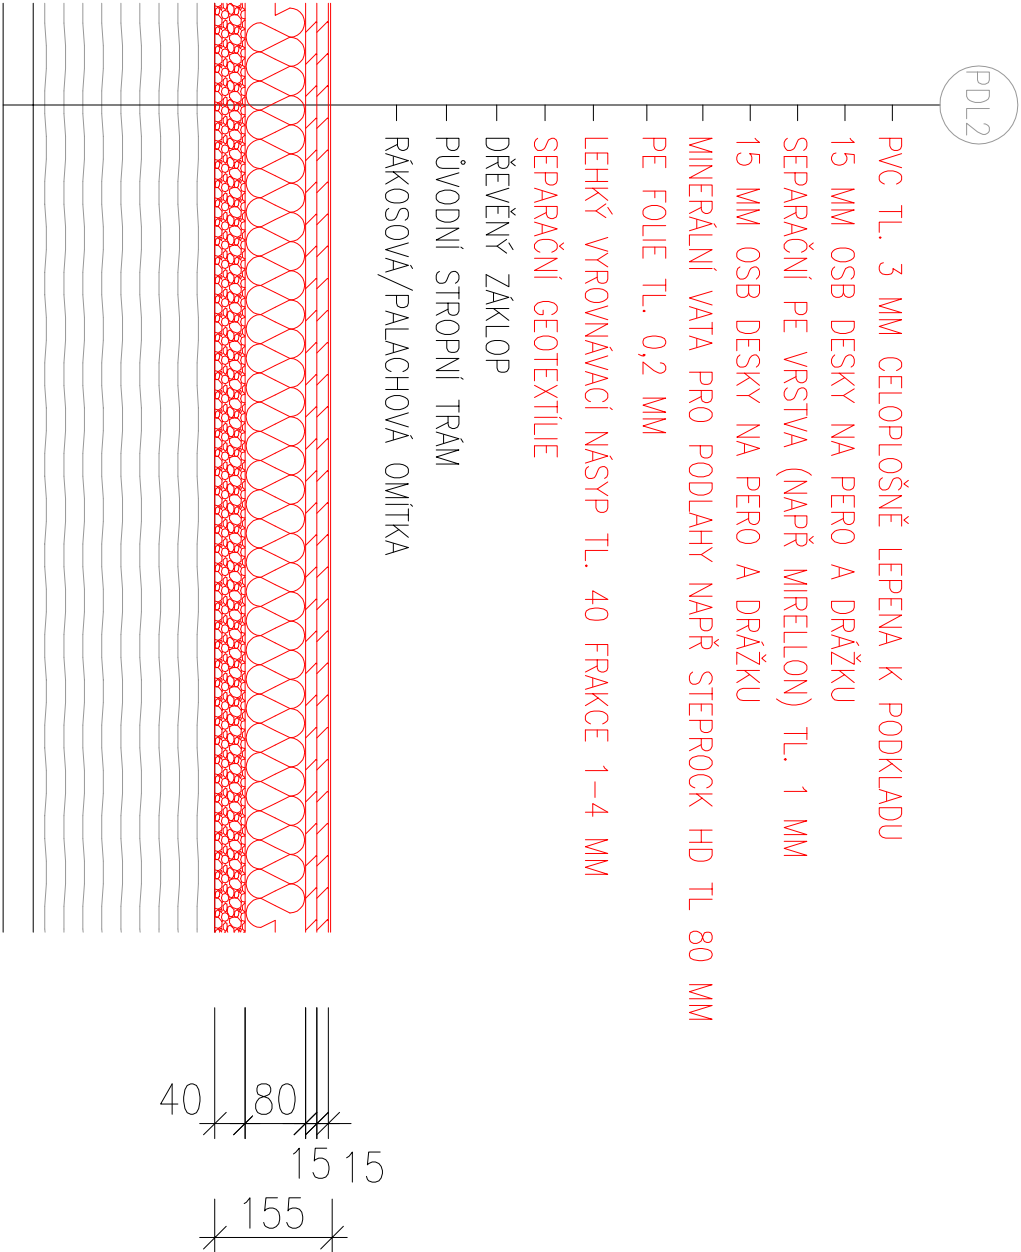 PDL2
PVC TL. 3 MM CELOPLOŠNĚ LEPENA K PODKLADU
15 MM OSB DESKY NA PERO A DRÁŽKU
SEPARAČNÍ PE VRSTVA (NAPŘ MIRELLON) TL. 1 MM
15 MM OSB DESKY NA PERO A DRÁŽKU
MINERÁLNÍ VATA PRO PODLAHY NAPŘ STEPROCK HD TL 80 MM
PE FOLIE TL. 0,2 MM
LEHKÝ VYROVNÁVACÍ NÁSYP TL. 40 FRAKCE 1-4 MM
SEPARAČNÍ GEOTEXTÍLIE
DŘEVĚNÝ ZÁKLOP
PŮVODNÍ STROPNÍ TRÁM
RÁKOSOVÁ/PALACHOVÁ OMÍTKA
40
80
15
15
155